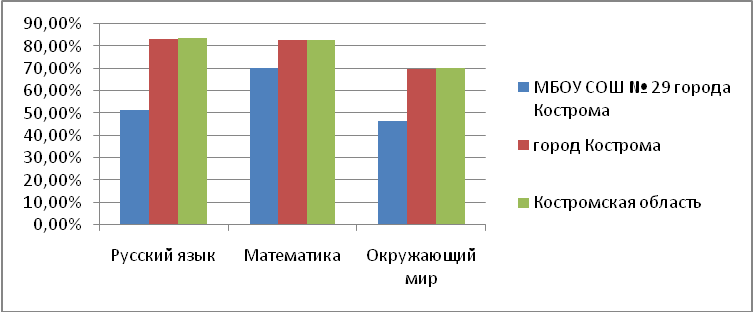 90,00%
80,00%
70,00%
60,00%
50,00%
40,00%
30,00%
20,00%
10,00%
0,00%
Русский язык
Математика
Окружающий
мир
МБОУ СОШ № 29 города
Кострома
город Кострома
Костромская область